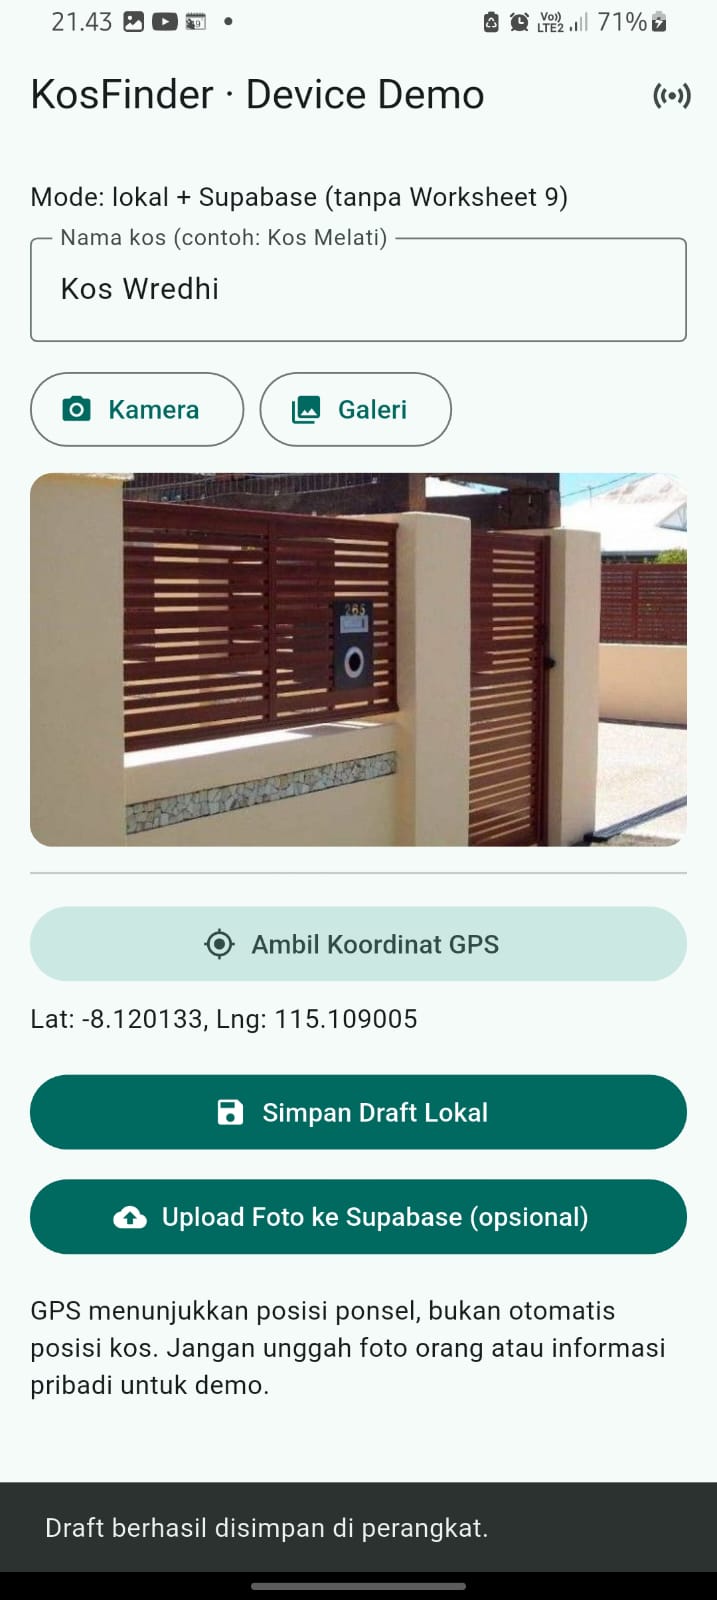 21.43
Vo))
LTE2
71%
KosFinder · Device Demo
Mode: lokal + Supabase (tanpa Worksheet 9)
Nama kos (contoh: Kos Melati)
Kos Wredhi
Kamera
Galeri
265
Ambil Koordinat GPS
Lat: -8.120133, Lng: 115.109005
Simpan Draft Lokal
Upload Foto ke Supabase (opsional)
GPS menunjukkan posisi ponsel, bukan otomatis
posisi kos. Jangan unggah foto orang atau informasi
pribadi untuk demo.
Draft berhasil disimpan di perangkat.